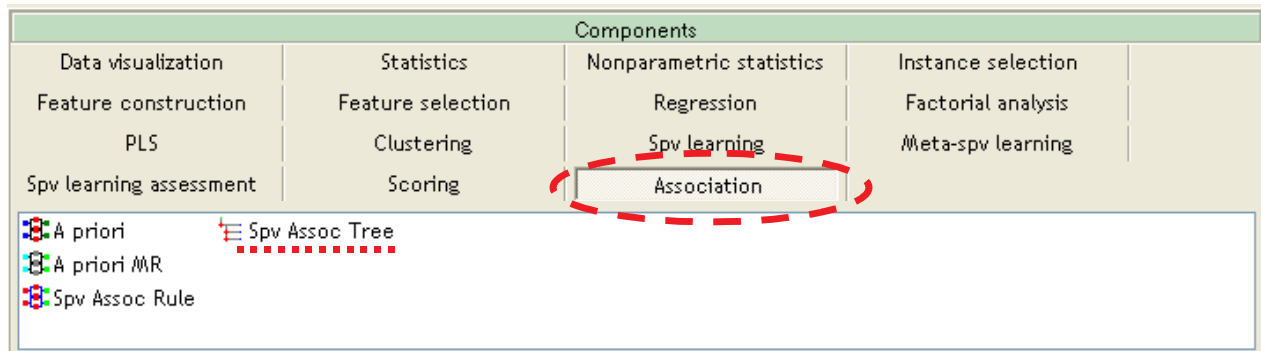 Components
Data visualization Statistics Nonparametric statistics Instance selection
Feature construction Feature selection Regression Factorial analysis
PLS Clustering Spv learning Meta-spv learning
Spv learning assessment Scoring Association
A priori Spv Assoc Tree
A priori MR
Spv Assoc Rule